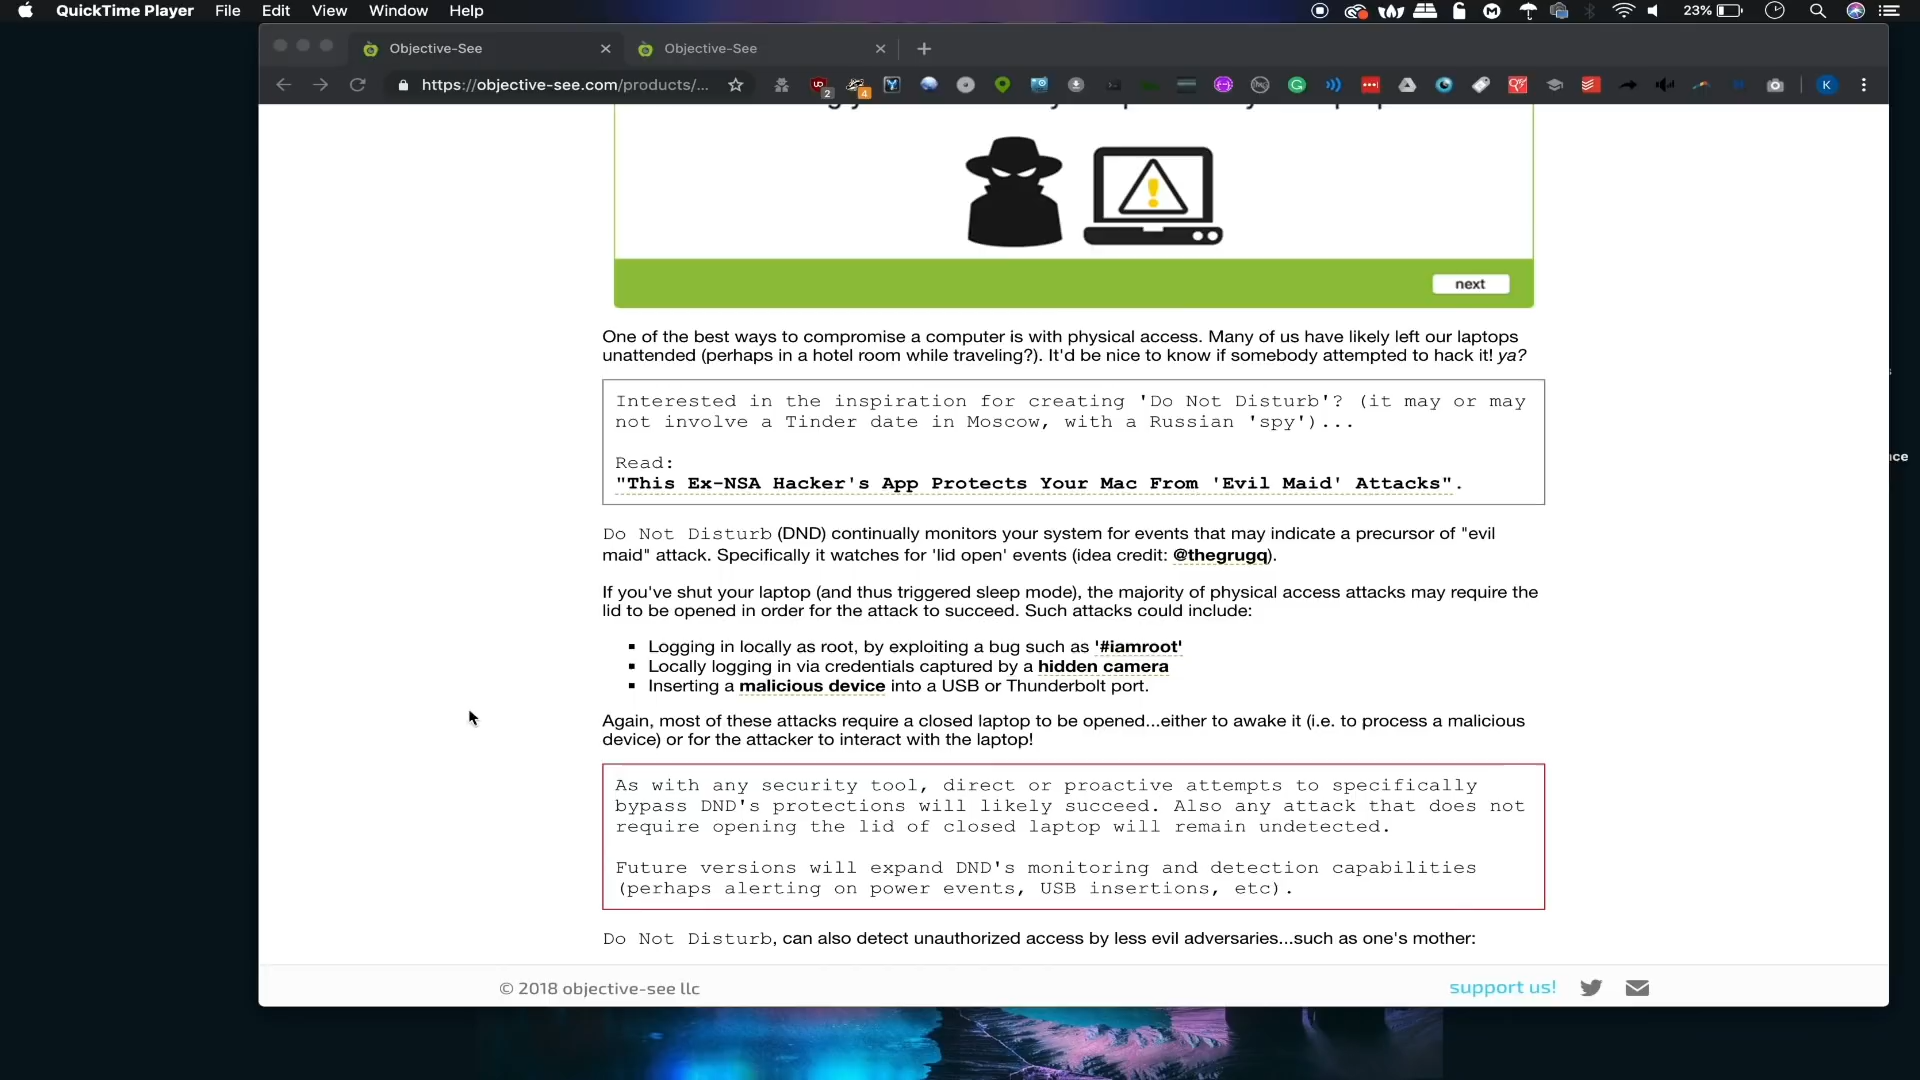 QuickTime Player File Edit View Window Help 23%
Objective-See Objective-See
https://objective-see.com/products/... 2 4 K
next
One of the best ways to compromise a computer is with physical access. Many of us have likely left our laptops
unattended (perhaps in a hotel room while traveling?). It'd be nice to know if somebody attempted to hack it! ya?
Interested in the inspiration for creating 'Do Not Disturb'? (it may or may
not involve a Tinder date in Moscow, with a Russian 'spy')...
Read:
"This Ex-NSA Hacker's App Protects Your Mac From 'Evil Maid' Attacks".
Do Not Disturb (DND) continually monitors your system for events that may indicate a precursor of "evil
maid" attack. Specifically it watches for 'lid open' events (idea credit: @thegrugq).
If you've shut your laptop (and thus triggered sleep mode), the majority of physical access attacks may require the
lid to be opened in order for the attack to succeed. Such attacks could include:
Logging in locally as root, by exploiting a bug such as '#iamroot'
Locally logging in via credentials captured by a hidden camera
Inserting a malicious device into a USB or Thunderbolt port.
Again, most of these attacks require a closed laptop to be opened...either to awake it (i.e. to process a malicious
device) or for the attacker to interact with the laptop!
As with any security tool, direct or proactive attempts to specifically
bypass DND's protections will likely succeed. Also any attack that does not
require opening the lid of closed laptop will remain undetected.
Future versions will expand DND's monitoring and detection capabilities
(perhaps alerting on power events, USB insertions, etc).
Do Not Disturb, can also detect unauthorized access by less evil adversaries...such as one's mother:
© 2018 objective-see llc support us!